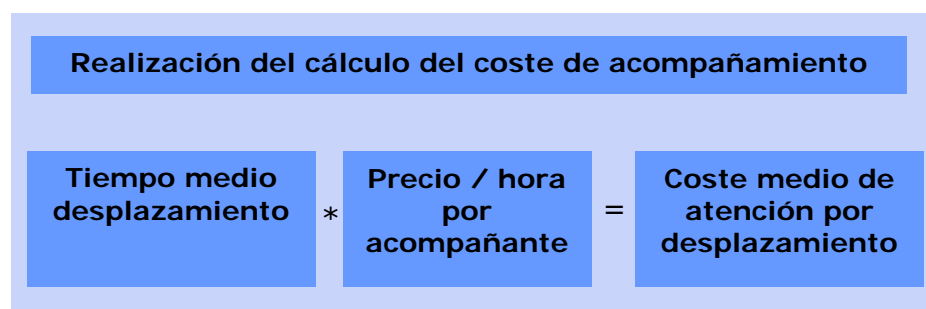 Realización del cálculo del coste de acompañamiento
Tiempo medio
desplazamiento
*
Precio / hora
por
acompañante
=
Coste medio de
atención por
desplazamiento